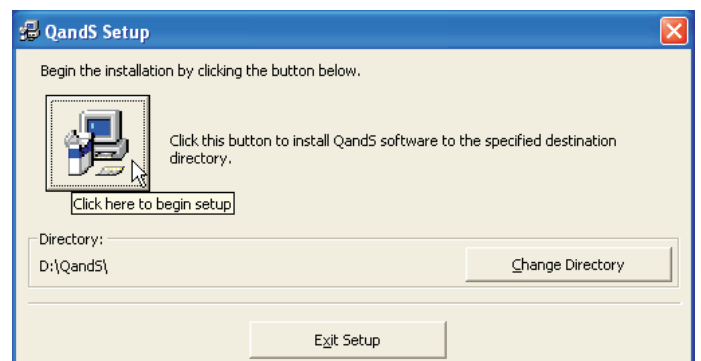 QandS Setup
Begin the installation by clicking the button below.
Click this button to install QandS software to the specified destination
directory.
Click here to begin setup
Directory:
D:\QandS\
Change Directory
Exit Setup